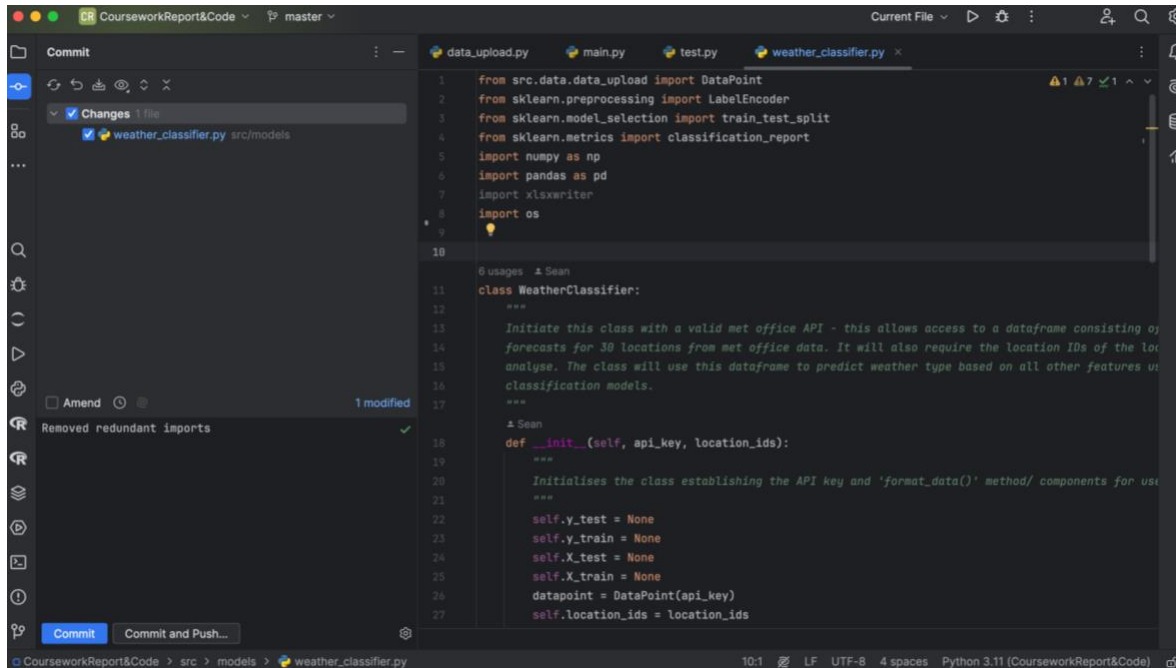 CR CourseworkReport&Code master Current File
Commit
data_upload.py main.py test.py weather_classifier.py
Changes 1 file
weather_classifier.py src/models
Amend 1 modified
Removed redundant imports
Commit Commit and Push...
1 from src.data.data_upload import DataPoint
2 from sklearn.preprocessing import LabelEncoder
3 from sklearn.model_selection import train_test_split
4 from sklearn.metrics import classification_report
5 import numpy as np
6 import pandas as pd
7 import xlsxwriter
8 import os
9
10
6 usages Sean
11 class WeatherClassifier:
12 """
13 Initiate this class with a valid met office API - this allows access to a dataframe consisting
14 forecasts for 30 locations from met office data. It will also require the location IDs of the
15 analyse. The class will use this dataframe to predict weather type based on all other features
16 classification models.
17 """
Sean
18 def __init__(self, api_key, location_ids):
19 """
20 Initialises the class establishing the API key and 'format_data()' method/ components for
21 """
22 self.y_test = None
23 self.y_train = None
24 self.X_test = None
25 self.X_train = None
26 datapoint = DataPoint(api_key)
27 self.location_ids = location_ids
1 7 1
CourseworkReport&Code > src > models > weather_classifier.py 10:1 LF UTF-8 4 spaces Python 3.11 (CourseworkReport&Code)